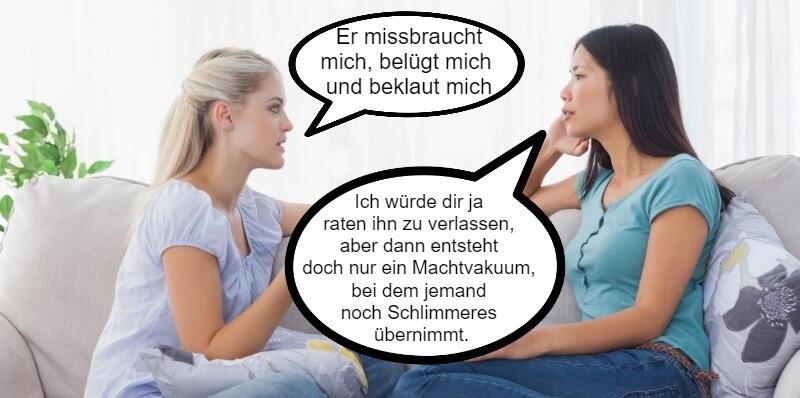 Er missbraucht
mich, belügt mich
und beklaut mich
Ich würde dir ja
raten ihn zu verlassen,
aber dann entsteht
doch nur ein Machtvakuum,
bei dem jemand
noch Schlimmeres
übernimmt.